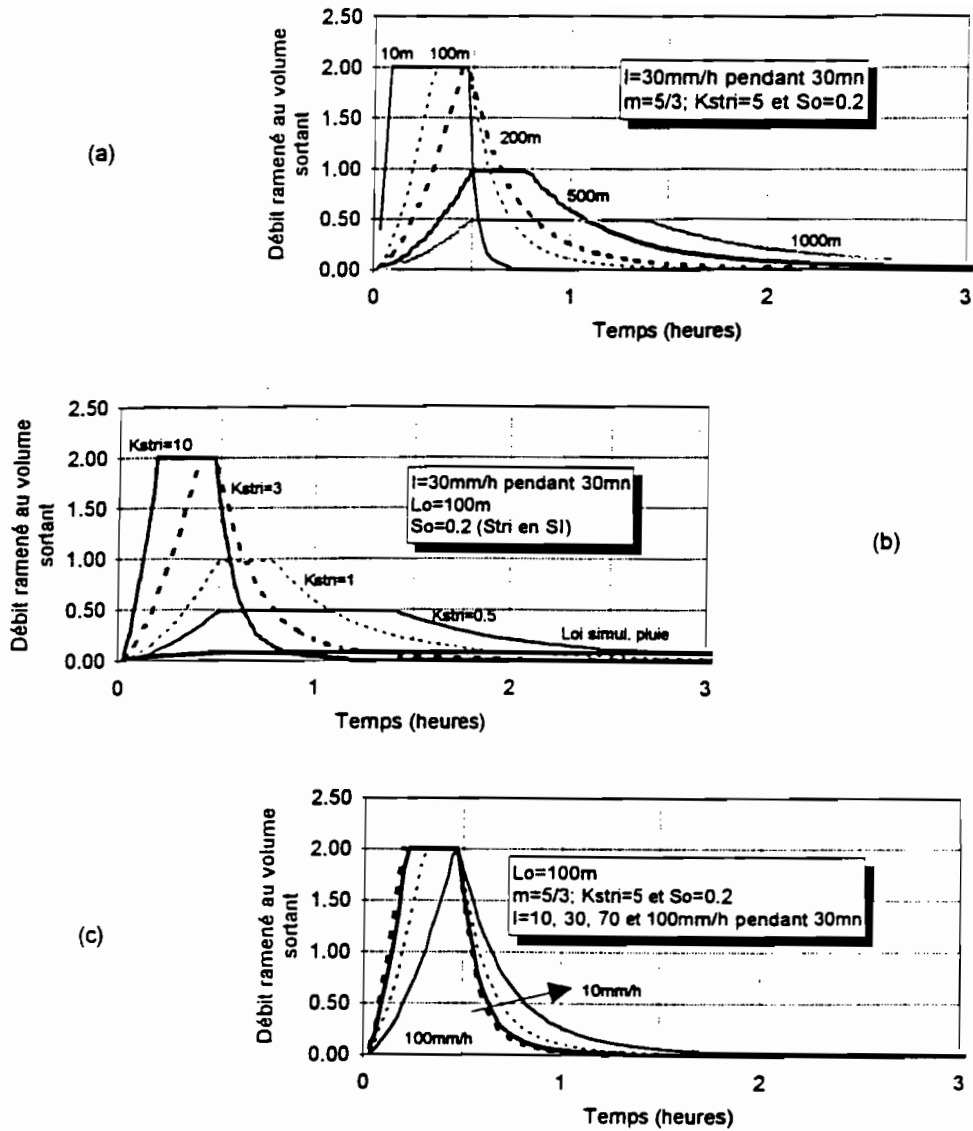 (a)
Débit ramené au volume
sortant
2.50
2.00
1.50
1.00
0.50
0.00
10m
100m
200m
500m
1000m
I=30mm/h pendant 30mn
m=5/3; Kstri=5 et So=0.2
0
1
2
3
Temps (heures)
(b)
Débit ramené au volume
sortant
2.50
2.00
1.50
1.00
0.50
0.00
Kstri=10
Kstri=3
Kstri=1
Kstri=0.5
Loi simul. pluie
I=30mm/h pendant 30mn
Lo=100m
So=0.2 (Stri en SI)
0
1
2
3
Temps (heures)
(c)
Débit ramené au volume
sortant
2.50
2.00
1.50
1.00
0.50
0.00
Lo=100m
m=5/3; Kstri=5 et So=0.2
I=10, 30, 70 et 100mm/h pendant 30mn
10mm/h
100mm/h
0
1
2
3
Temps (heures)